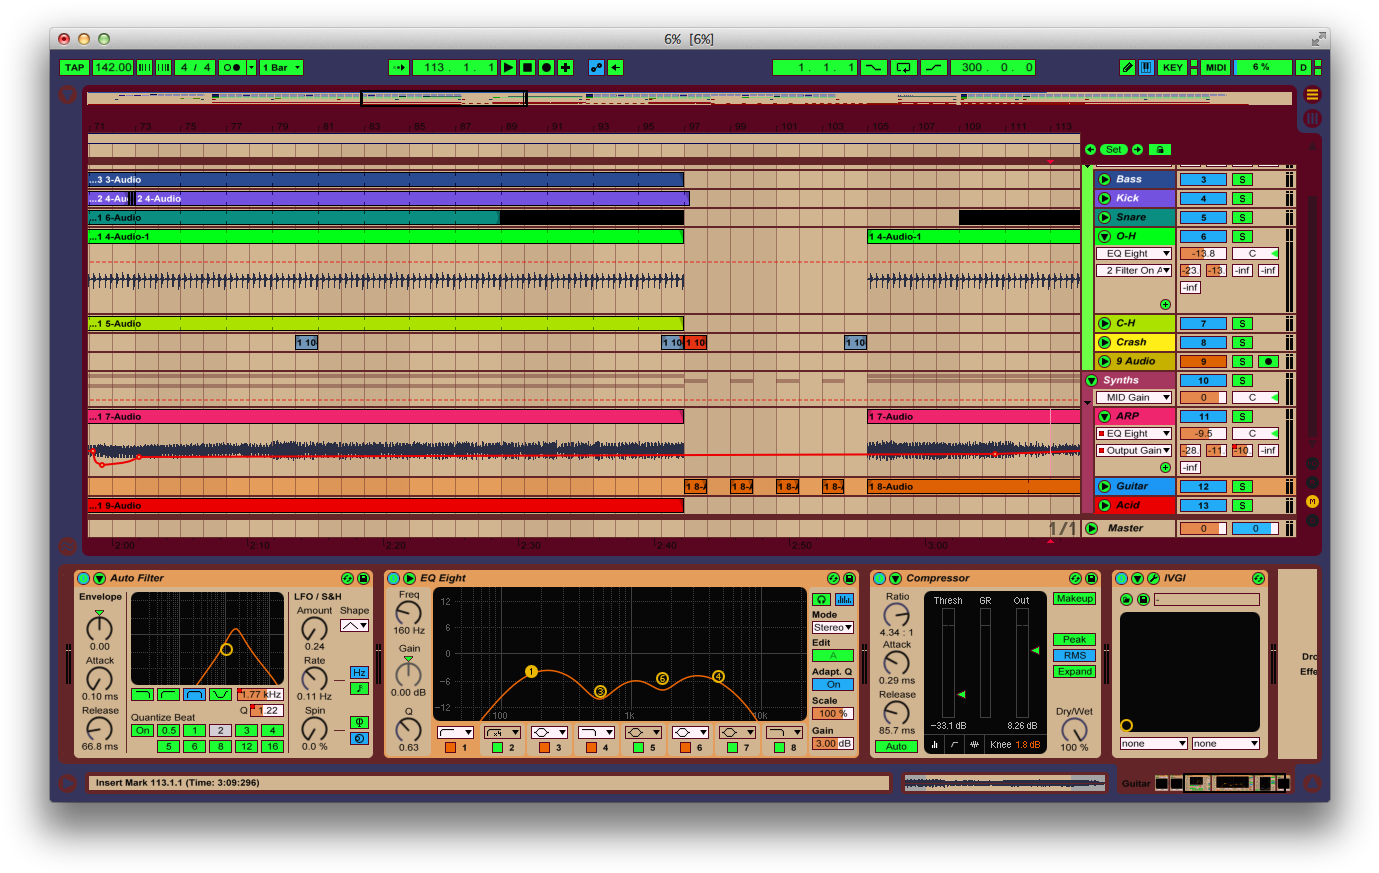 6% [6%]
TAP 142.00 4 / 4 1 Bar 113. 1. 1 1. 1. 1 300. 0. 0 KEY MIDI 6 % D
71 73 75 77 79 81 83 85 87 89 91 93 95 97 99 101 103 105 107 109 111 113
Set
...3 3-Audio Bass 3 S
...2 4-Au 2 4-Audio Kick 4 S
...1 6-Audio Snare 5 S
...1 4-Audio-1 1 4-Audio-1 O-H 6 S
EQ Eight -13.8 C
2 Filter On A -23. -13. -inf -inf
-inf
...1 5-Audio C-H 7 S
1 10 1 10 1 10 1 10 Crash 8 S
9 Audio 9 S
Synths 10 S
MID Gain 0 C
...1 7-Audio 1 7-Audio ARP 11 S
EQ Eight -9.5 C
Output Gain -28. -11. -10. -inf
-inf
1 8-A 1 8-A 1 8-J 1 8-A 1 8-Audio Guitar 12 S
...1 9-Audio Acid 13 S
1/1 Master 0 0
2:00 2:10 2:20 2:30 2:40 2:50 3:00
Auto Filter EQ Eight Compressor IVGI
Envelope
0.00
Attack
0.10 ms
Release
66.8 ms
1.77 kHz
Q 1.22
Quantize Beat
On 0.5 1 2 3 4
5 6 8 12 16
LFO / S&H
Amount Shape
0.24
Rate
0.11 Hz
Hz
Spin
0.0 %
Freq
160 Hz
Gain
0.00 dB
Q
0.63
12
6
0
-6
-12
100 1k 10k
1 3 6 4
x4
1 2 3 4 5 6 7 8
Mode
Stereo
Edit
A
Adapt. Q
On
Scale
100 %
Gain
3.00 dB
Ratio
4.34 : 1
Attack
0.29 ms
Release
85.7 ms
Auto
Thresh GR Out
-33.1 dB 8.26 dB
Knee 1.8 dB
Makeup
Peak
RMS
Expand
Dry/Wet
100 %
-
none none
Dro
Effe
Insert Mark 113.1.1 (Time: 3:09:296)
Guitar